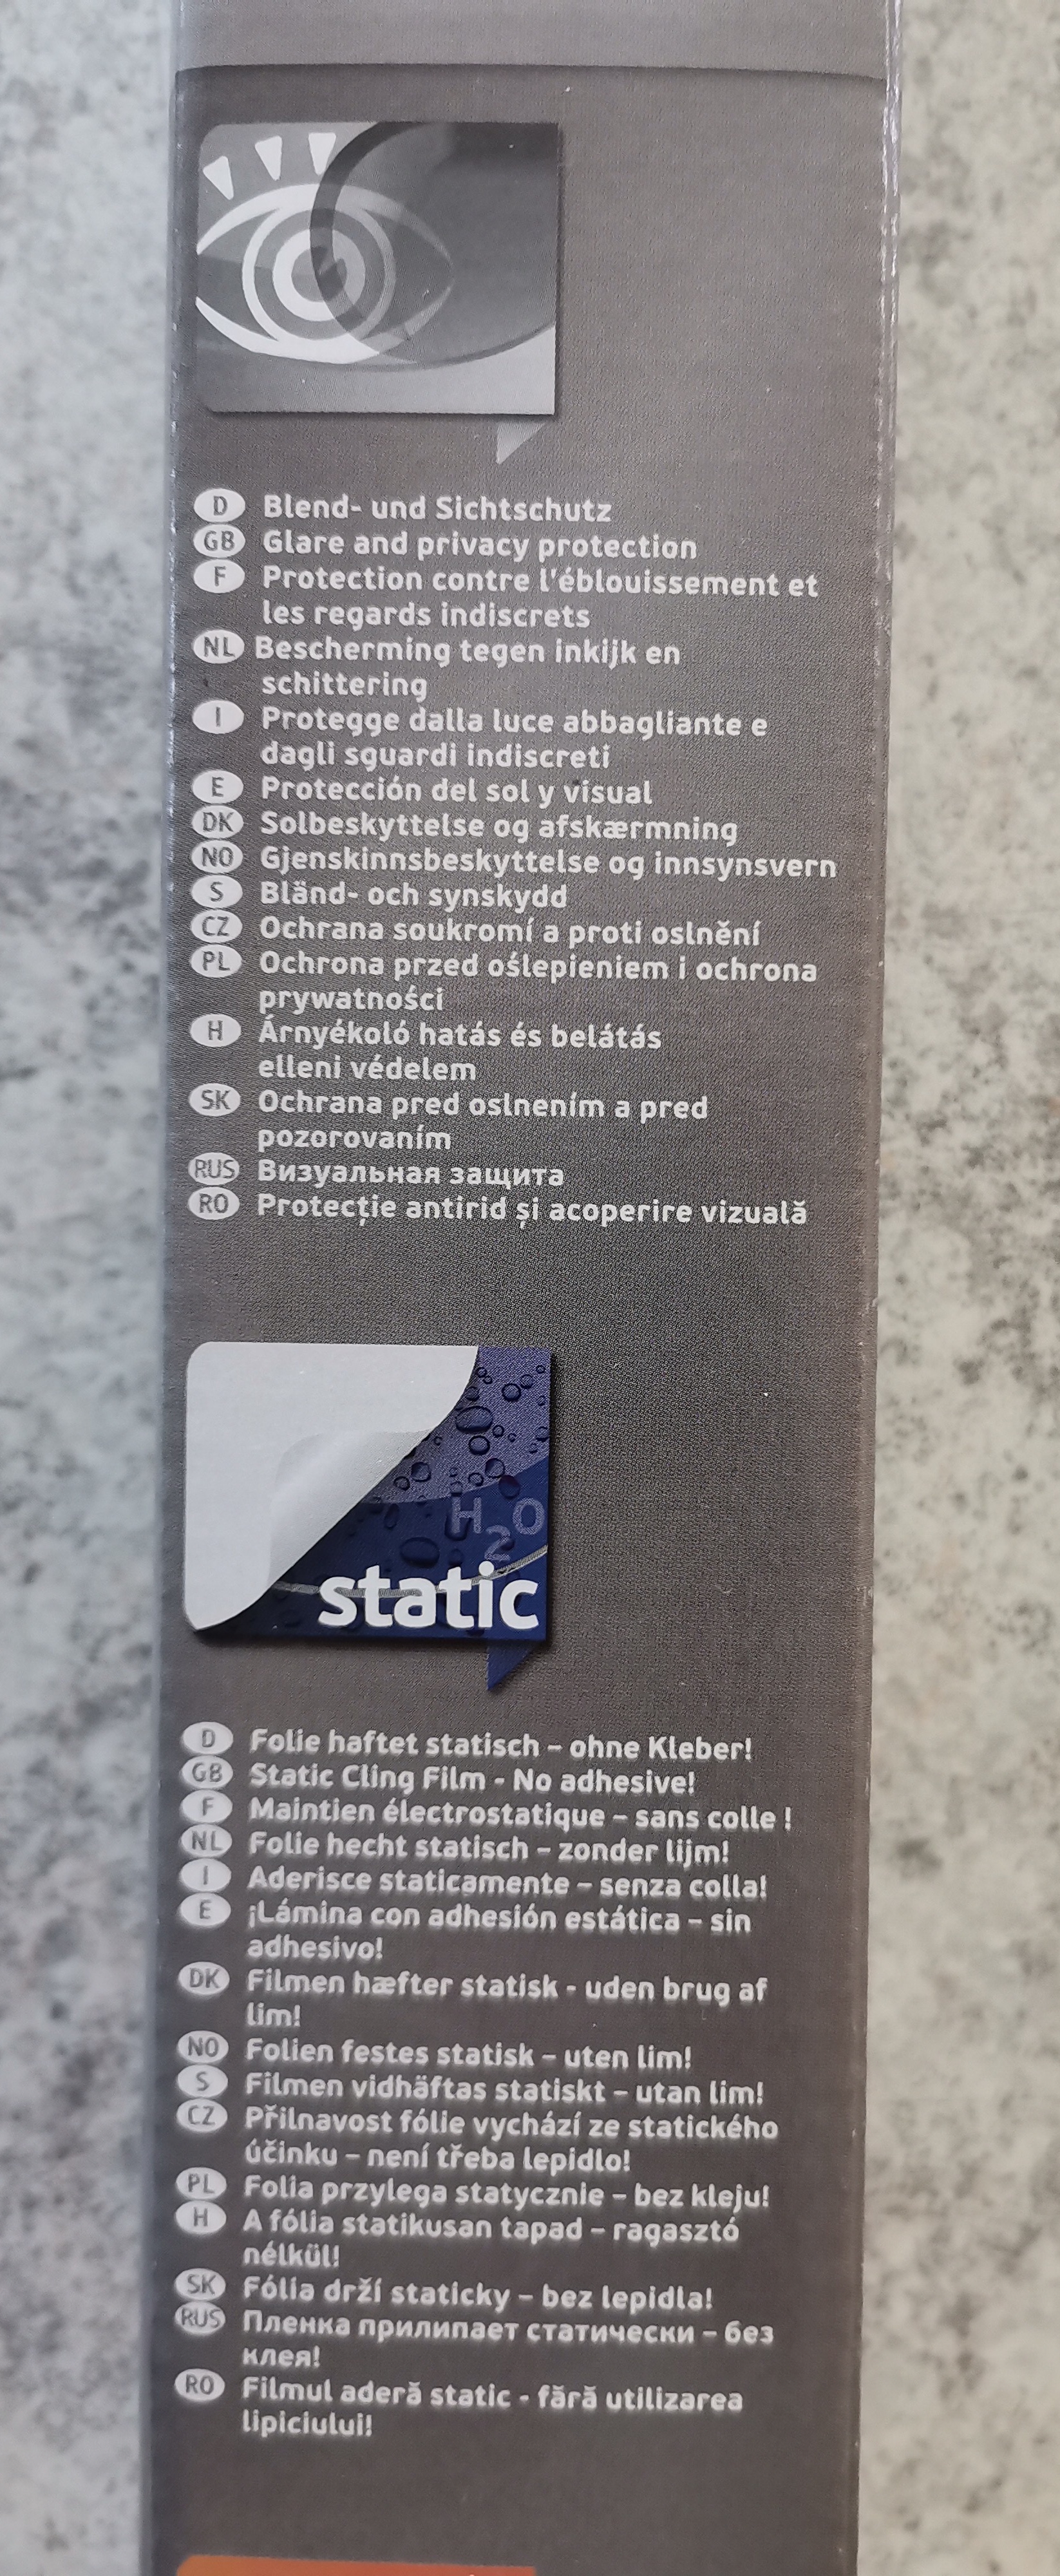 D Blend- und Sichtschutz
GB Glare and privacy protection
F Protection contre l'éblouissement et
les regards indiscrets
NL Bescherming tegen inkijk en
schittering
I Protegge dalla luce abbagliante e
dagli sguardi indiscreti
E Protección del sol y visual
DK Solbeskyttelse og afskærmning
NO Gjenskinnsbeskyttelse og innsynsvern
S Bländ- och synskydd
CZ Ochrana soukromí a proti oslnění
PL Ochrona przed oślepieniem i ochrona
prywatności
H Árnyékoló hatás és belátás
elleni védelem
SK Ochrana pred oslnením a pred
pozorovaním
RUS Визуальная защита
RO Protecție antirid și acoperire vizuală
H2O
static
D Folie haftet statisch – ohne Kleber!
GB Static Cling Film - No adhesive!
F Maintien électrostatique – sans colle !
NL Folie hecht statisch – zonder lijm!
I Aderisce staticamente – senza colla!
E ¡Lámina con adhesión estática – sin
adhesivo!
DK Filmen hæfter statisk - uden brug af
lim!
NO Folien festes statisk – uten lim!
S Filmen vidhäftas statiskt – utan lim!
CZ Přilnavost fólie vychází ze statického
účinku – není třeba lepidlo!
PL Folia przylega statycznie – bez kleju!
H A fólia statikusan tapad – ragasztó
nélkül!
SK Fólia drží staticky – bez lepidla!
RUS Пленка прилипает статически – без
клея!
RO Filmul aderă static - fără utilizarea
lipiciului!